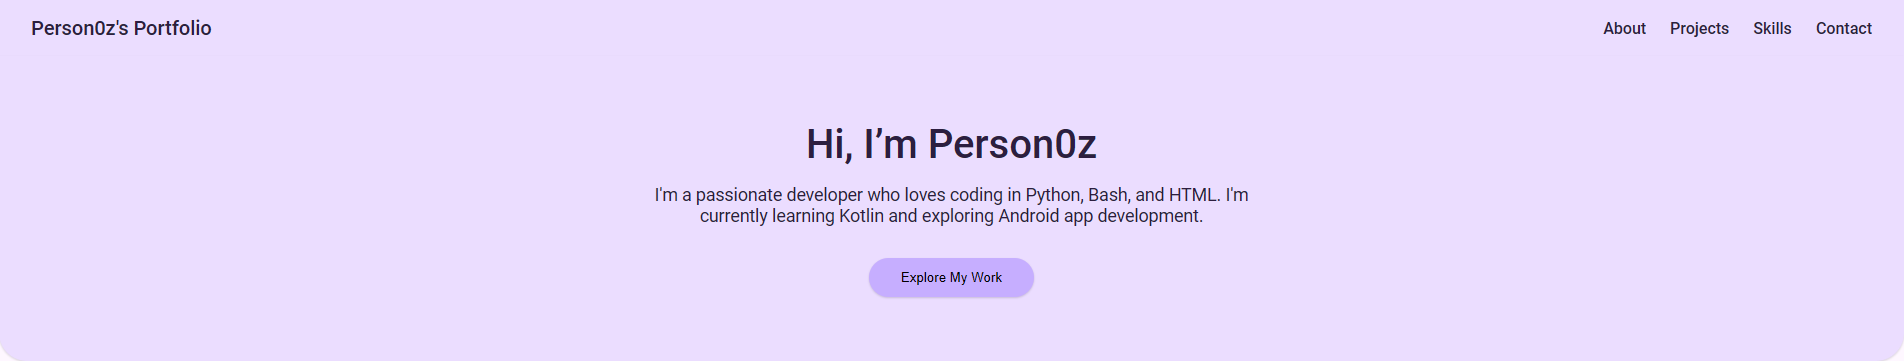 Person0z's Portfolio
About Projects Skills Contact
Hi, I’m Person0z
I'm a passionate developer who loves coding in Python, Bash, and HTML. I'm
currently learning Kotlin and exploring Android app development.
Explore My Work